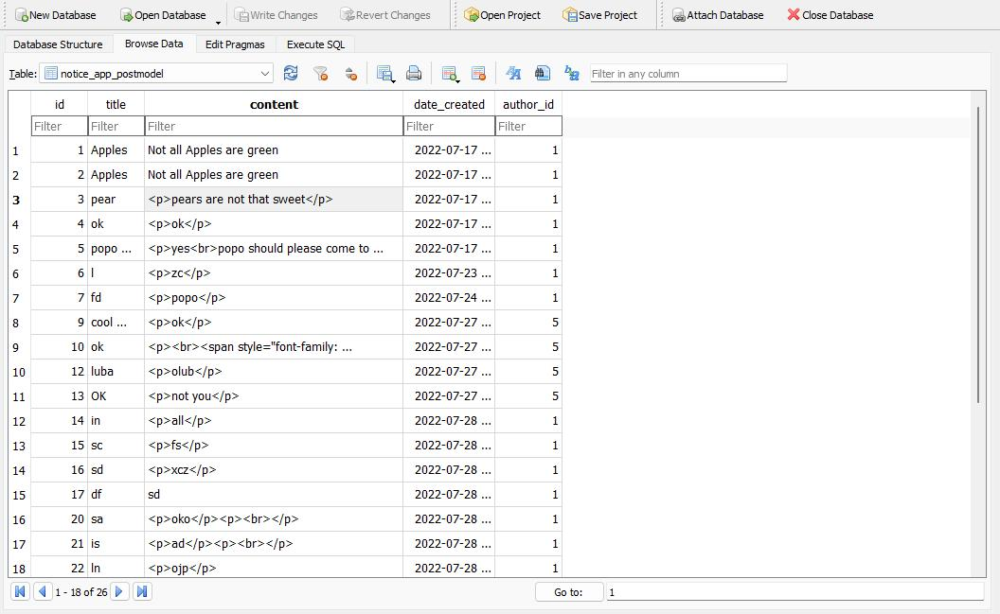 New Database Open Database Write Changes Revert Changes Open Project Save Project Attach Database Close Database
Database Structure Browse Data Edit Pragmas Execute SQL
Table: notice_app_postmodel Filter in any column
id title content date_created author_id
Filter Filter Filter Filter Filter
1 1 Apples Not all Apples are green 2022-07-17 ... 1
2 2 Apples Not all Apples are green 2022-07-17 ... 1
3 3 pear <p>pears are not that sweet</p> 2022-07-17 ... 1
4 4 ok <p>ok</p> 2022-07-17 ... 1
5 5 popo ... <p>yes<br>popo should please come to ... 2022-07-17 ... 1
6 6 l <p>zc</p> 2022-07-23 ... 1
7 7 fd <p>popo</p> 2022-07-24 ... 1
8 9 cool ... <p>ok</p> 2022-07-27 ... 5
9 10 ok <p><br><span style="font-family: ... 2022-07-27 ... 5
10 12 luba <p>olub</p> 2022-07-27 ... 5
11 13 OK <p>not you</p> 2022-07-27 ... 5
12 14 in <p>all</p> 2022-07-28 ... 1
13 15 sc <p>fs</p> 2022-07-28 ... 1
14 16 sd <p>xcz</p> 2022-07-28 ... 1
15 17 df sd 2022-07-28 ... 1
16 20 sa <p>oko</p><p><br></p> 2022-07-28 ... 1
17 21 is <p>ad</p><p><br></p> 2022-07-28 ... 1
18 22 ln <p>ojp</p> 2022-07-28 ... 1
1 - 18 of 26 Go to: 1